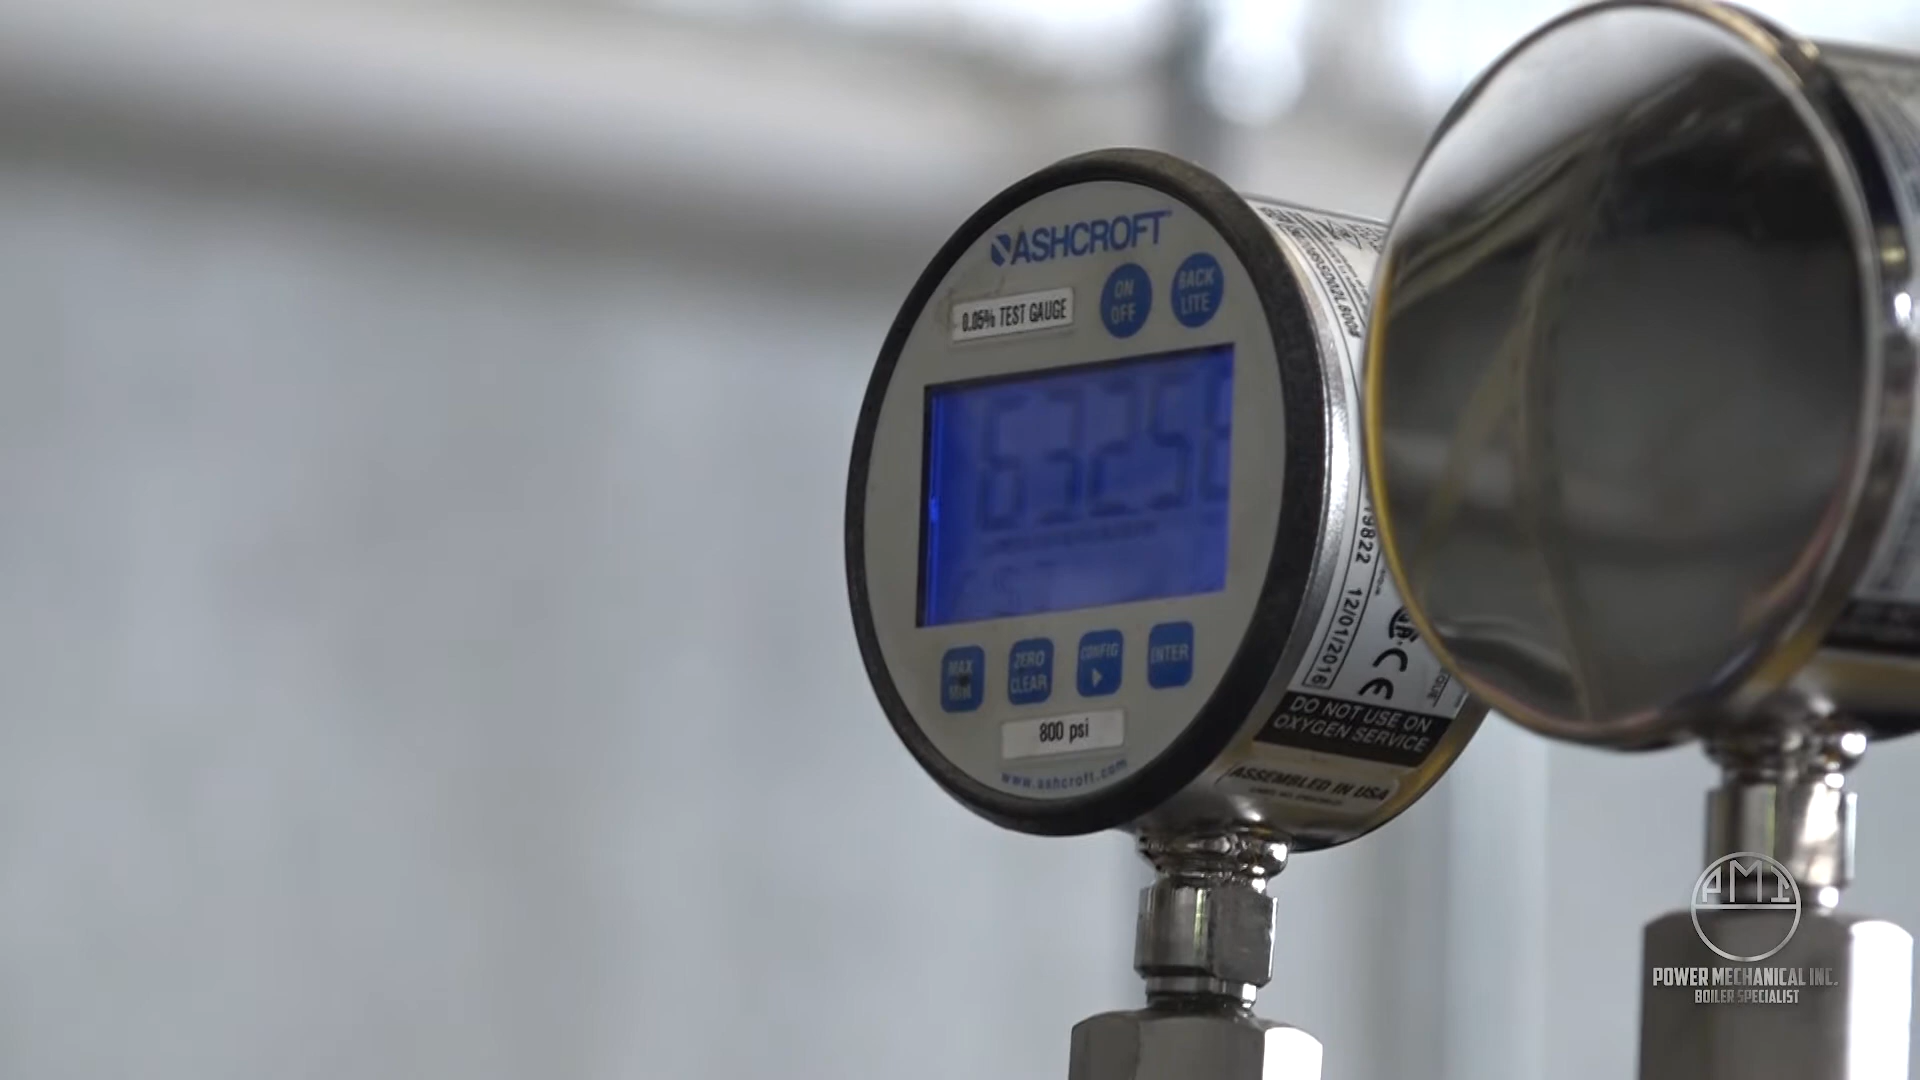 ASHCROFT
ON
OFF
BACK
LITE
0.05% TEST GAUGE
MAX
MIN
ZERO
CLEAR
CONFIG
ENTER
800 psi
www.ashcroft.com
12/01/2016
CE
DO NOT USE ON
OXYGEN SERVICE
ASSEMBLED IN USA
PMI
POWER MECHANICAL INC.
BOILER SPECIALIST